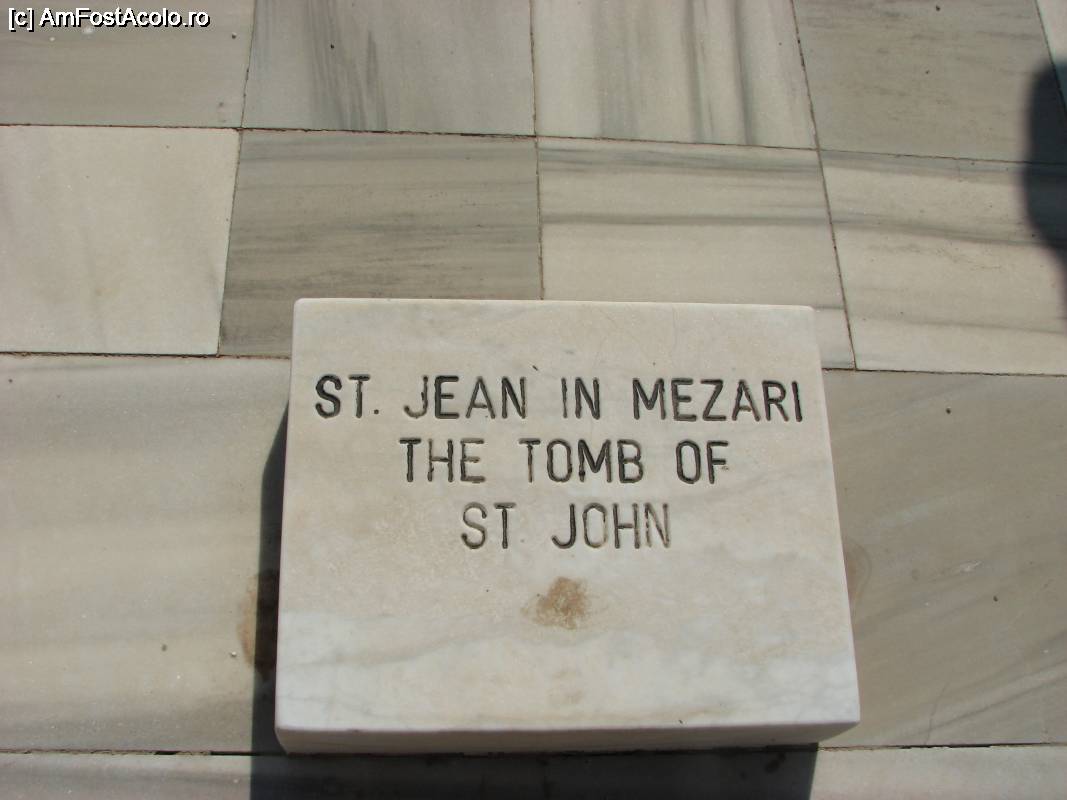 [c] AmFostAcolo.ro
ST. JEAN IN MEZARI
THE TOMB OF
ST. JOHN